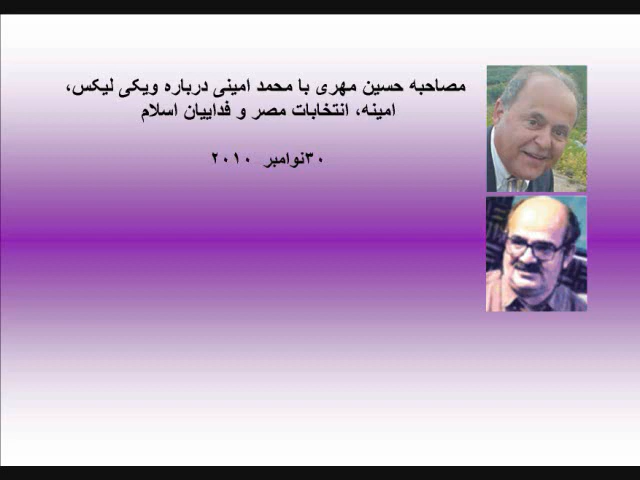 مصاحبه حسین مهری با محمد امینی درباره ویکی لیکس،
امینه، انتخابات مصر و فداییان اسلام
۳۰نوامبر ۲۰۱۰